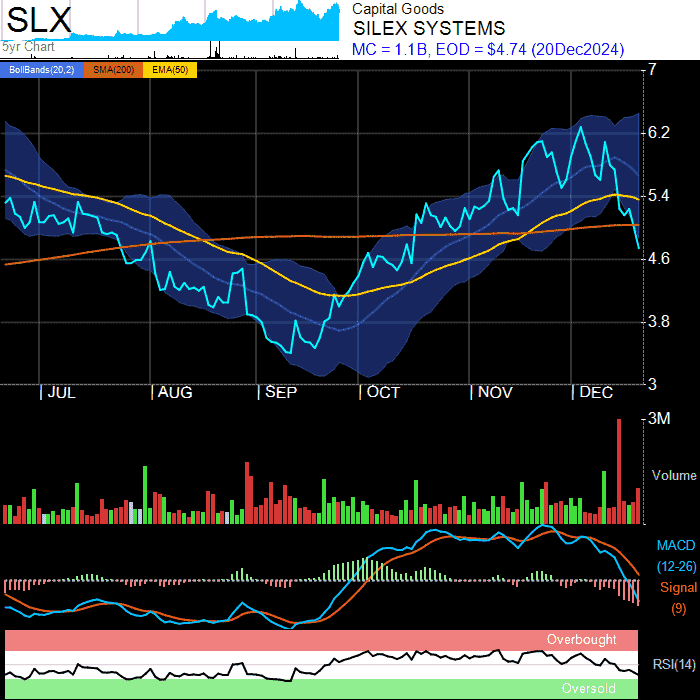 SLX
5yr Chart
Capital Goods
SILEX SYSTEMS
MC = 1.1B, EOD = $4.74 (20Dec2024)
BollBands(20,2) SMA(200) EMA(50)
7
6.2
5.4
4.6
3.8
3
JUL AUG SEP OCT NOV DEC
3M
Volume
MACD
(12-26)
Signal
(9)
Overbought
RSI(14)
Oversold